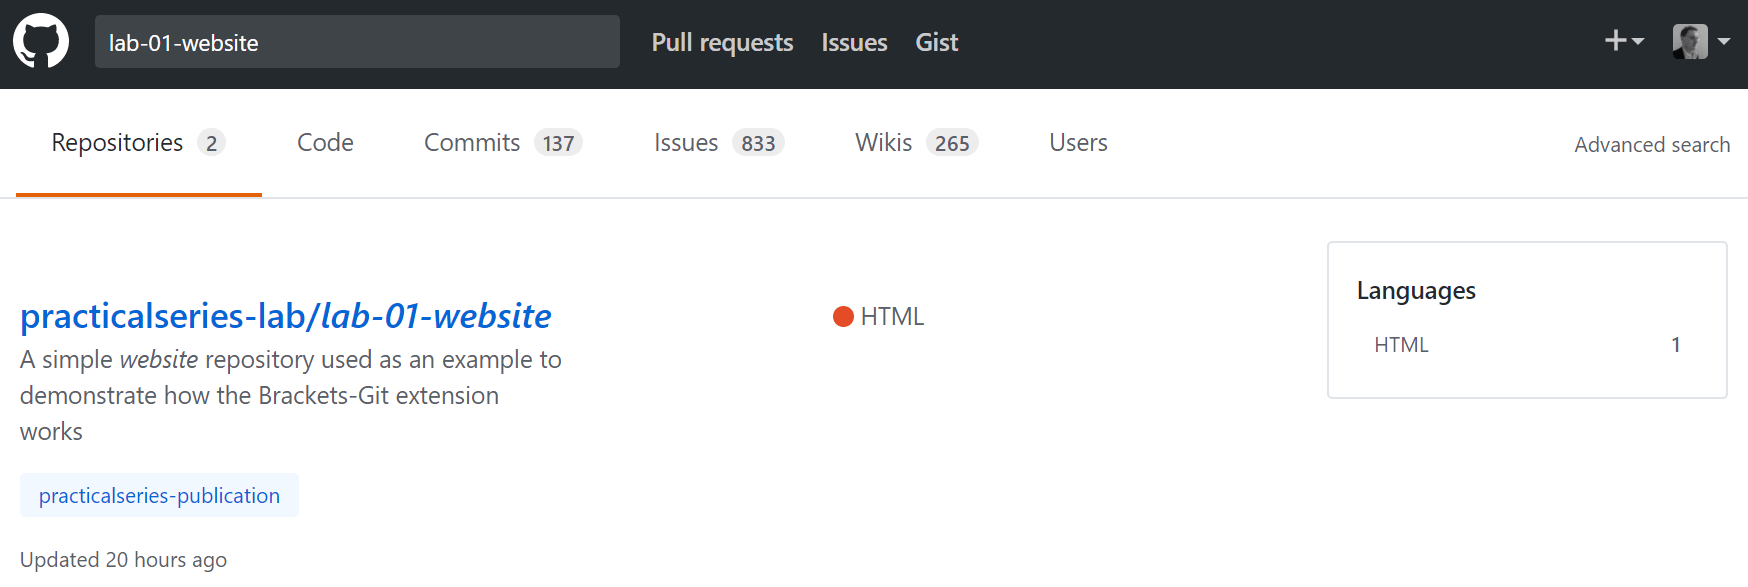 lab-01-website Pull requests Issues Gist
Repositories 2 Code Commits 137 Issues 833 Wikis 265 Users Advanced search
Languages
practicalseries-lab/lab-01-website HTML
HTML 1
A simple website repository used as an example to
demonstrate how the Brackets-Git extension
works
practicalseries-publication
Updated 20 hours ago